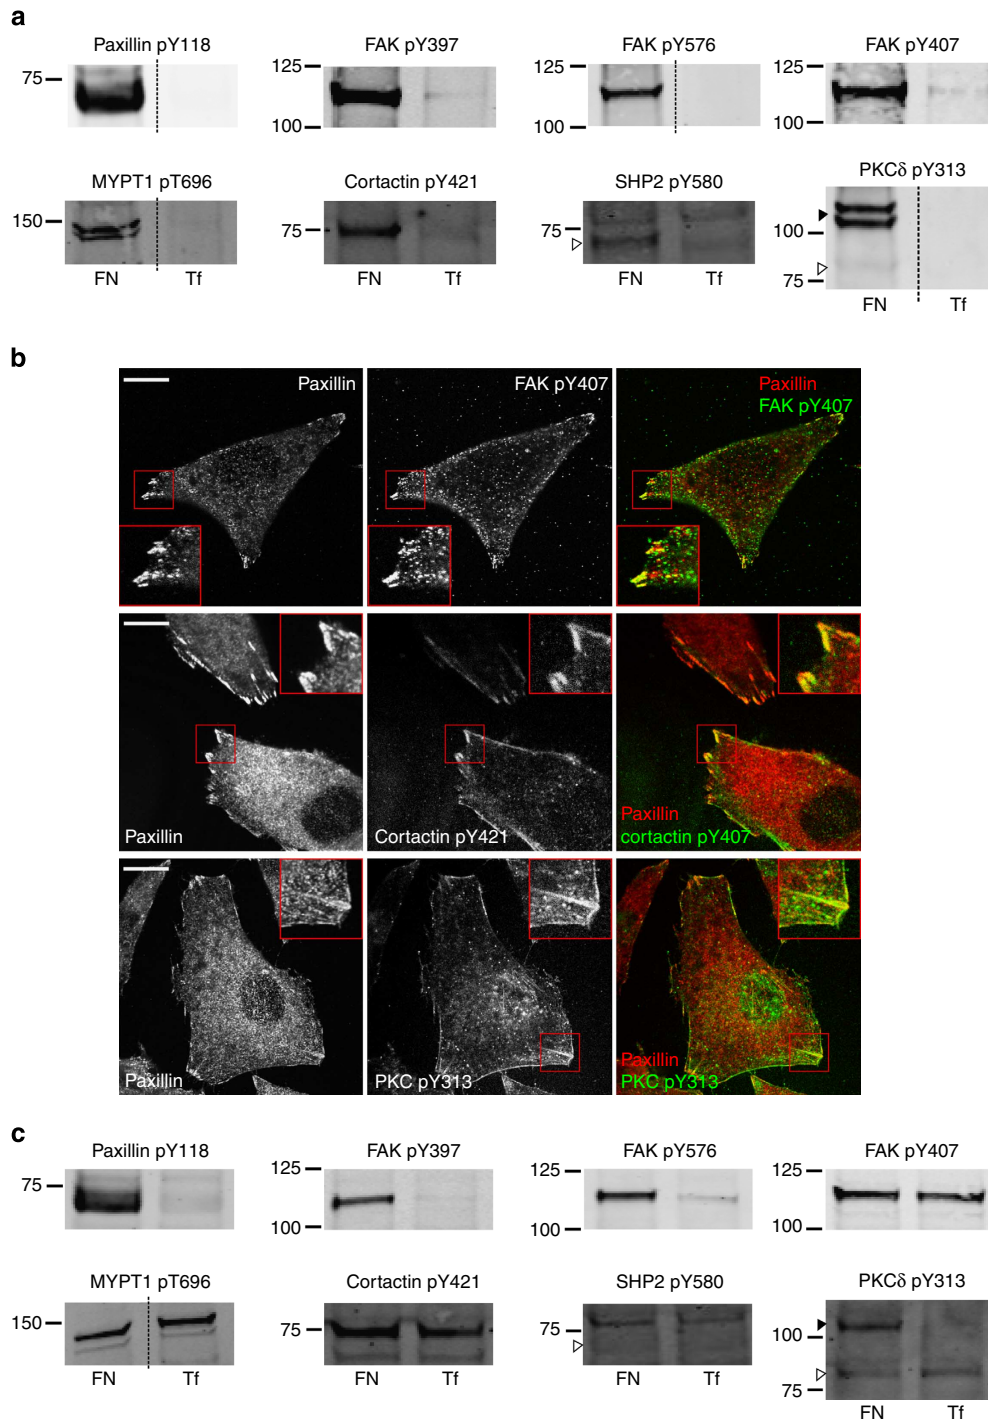 a
Paxillin pY118
FAK pY397
FAK pY576
FAK pY407
75
125
100
125
100
125
100
MYPT1 pT696
Cortactin pY421
SHP2 pY580
PKCδ pY313
150
75
75
100
75
FN Tf
FN Tf
FN Tf
FN Tf
b
Paxillin
FAK pY407
Paxillin
FAK pY407
Paxillin
Cortactin pY421
Paxillin
cortactin pY407
Paxillin
PKC pY313
Paxillin
PKC pY313
c
Paxillin pY118
FAK pY397
FAK pY576
FAK pY407
75
125
100
125
100
125
100
MYPT1 pT696
Cortactin pY421
SHP2 pY580
PKCδ pY313
150
75
75
100
75
FN Tf
FN Tf
FN Tf
FN Tf